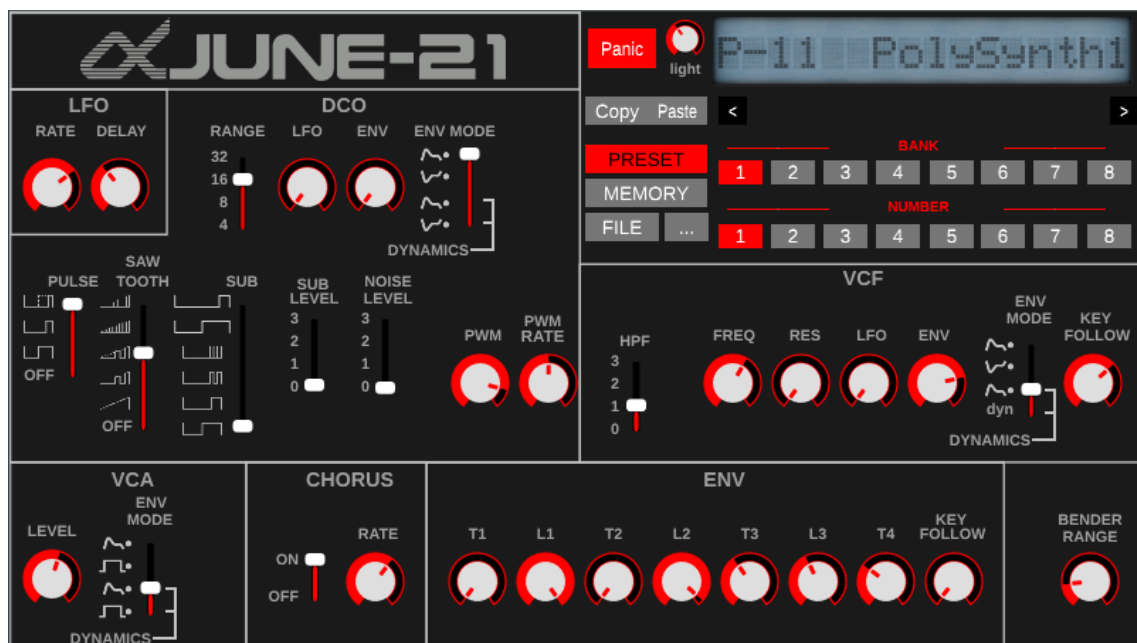 JUNE-21
Panic
light
P-11 PolySynth1
Copy Paste < >
PRESET
MEMORY
FILE ...
BANK
1 2 3 4 5 6 7 8
NUMBER
1 2 3 4 5 6 7 8
LFO
RATE DELAY
DCO
RANGE LFO ENV ENV MODE
32
16
8
4
DYNAMICS
PULSE
OFF
SAW
TOOTH
OFF
SUB
SUB
LEVEL
3
2
1
0
NOISE
LEVEL
3
2
1
0
PWM
PWM
RATE
VCF
HPF
3
2
1
0
FREQ RES LFO ENV
ENV
MODE
dyn
DYNAMICS
KEY
FOLLOW
VCA
LEVEL
ENV
MODE
DYNAMICS
CHORUS
ON
OFF
RATE
ENV
T1 L1 T2 L2 T3 L3 T4
KEY
FOLLOW
BENDER
RANGE